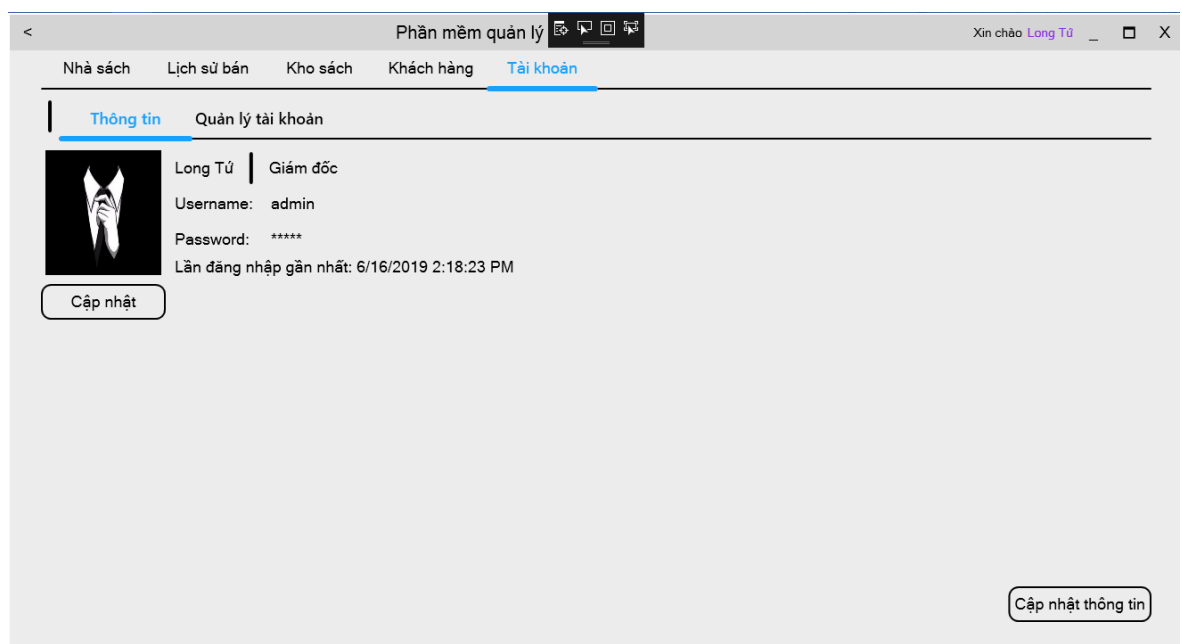 < Phần mềm quản lý Xin chào Long Tứ _ X
Nhà sách Lịch sử bán Kho sách Khách hàng Tài khoản
Thông tin Quản lý tài khoản
Long Tứ Giám đốc
Username: admin
Password: *****
Lần đăng nhập gần nhất: 6/16/2019 2:18:23 PM
Cập nhật
Cập nhật thông tin